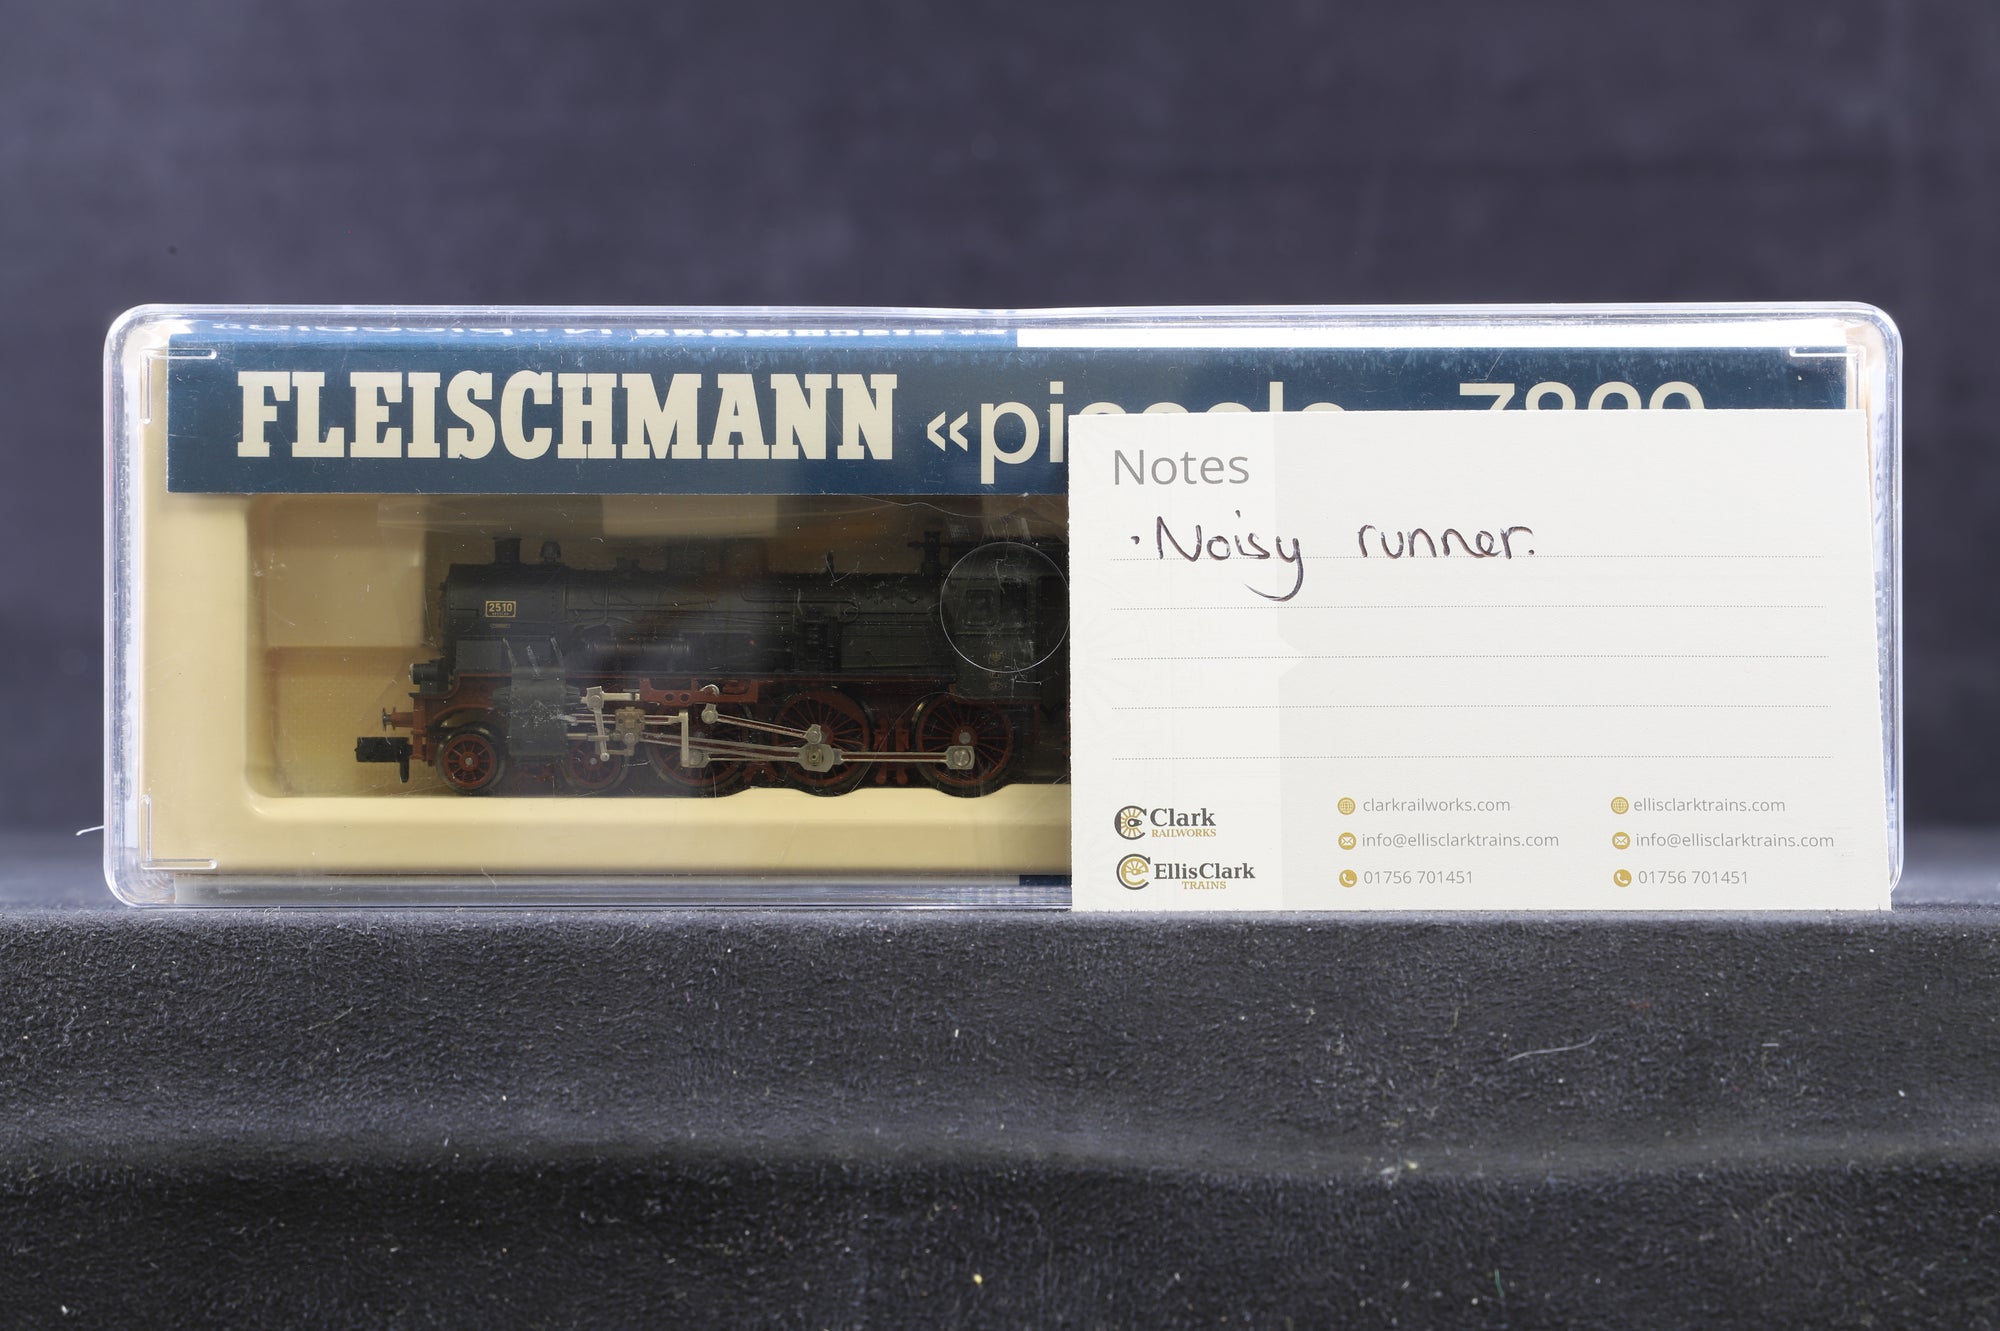 FLEISCHMANN «pi
2510
Notes
· Noisy runner.
Clark
RAILWORKS
EllisClark
TRAINS
clarkrailworks.com
info@ellisclarktrains.com
01756 701451
ellisclarktrains.com
info@ellisclarktrains.com
01756 701451